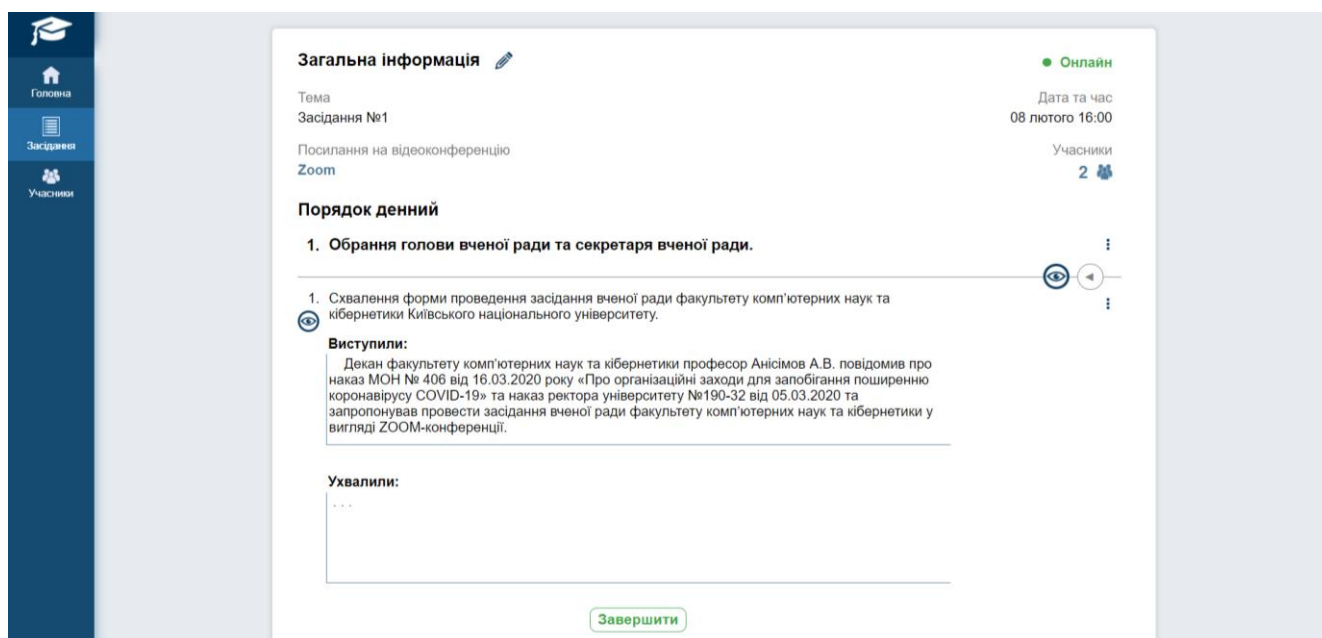 Головна
Засідання
Учасники
Загальна інформація
Онлайн
Тема
Дата та час
Засідання №1
08 лютого 16:00
Посилання на відеоконференцію
Учасники
Zoom
2
Порядок денний
1. Обрання голови вченої ради та секретаря вченої ради.
1. Схвалення форми проведення засідання вченої ради факультету комп'ютерних наук та
кібернетики Київського національного університету.
Виступили:
Декан факультету комп'ютерних наук та кібернетики професор Анісімов А.В. повідомив про
наказ МОН № 406 від 16.03.2020 року «Про організаційні заходи для запобігання поширенню
коронавірусу COVID-19» та наказ ректора університету №190-32 від 05.03.2020 та
запропонував провести засідання вченої ради факультету комп'ютерних наук та кібернетики у
вигляді ZOOM-конференції.
Ухвалили:
. . .
Завершити